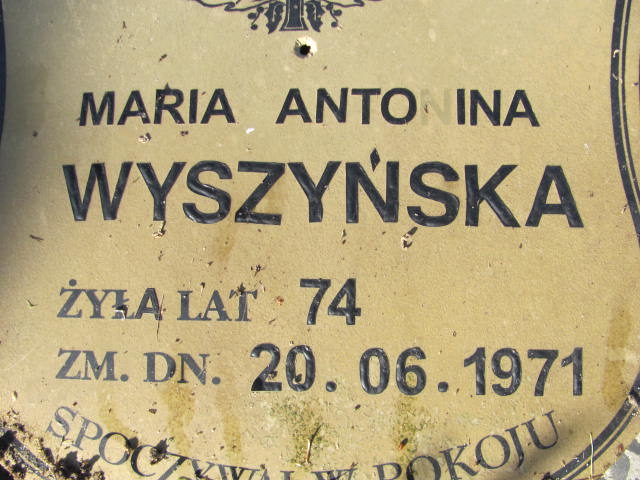 MARIA ANTONINA
WYSZYŃSKA
ŻYŁA LAT 74
ZM. DN. 20.06.1971
SPOCZYWAJ W POKOJU